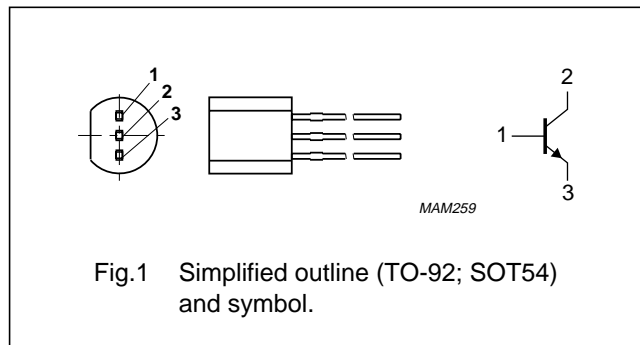 1
2
3
2
1
3
MAM259
Fig.1 Simplified outline (TO-92; SOT54)
and symbol.